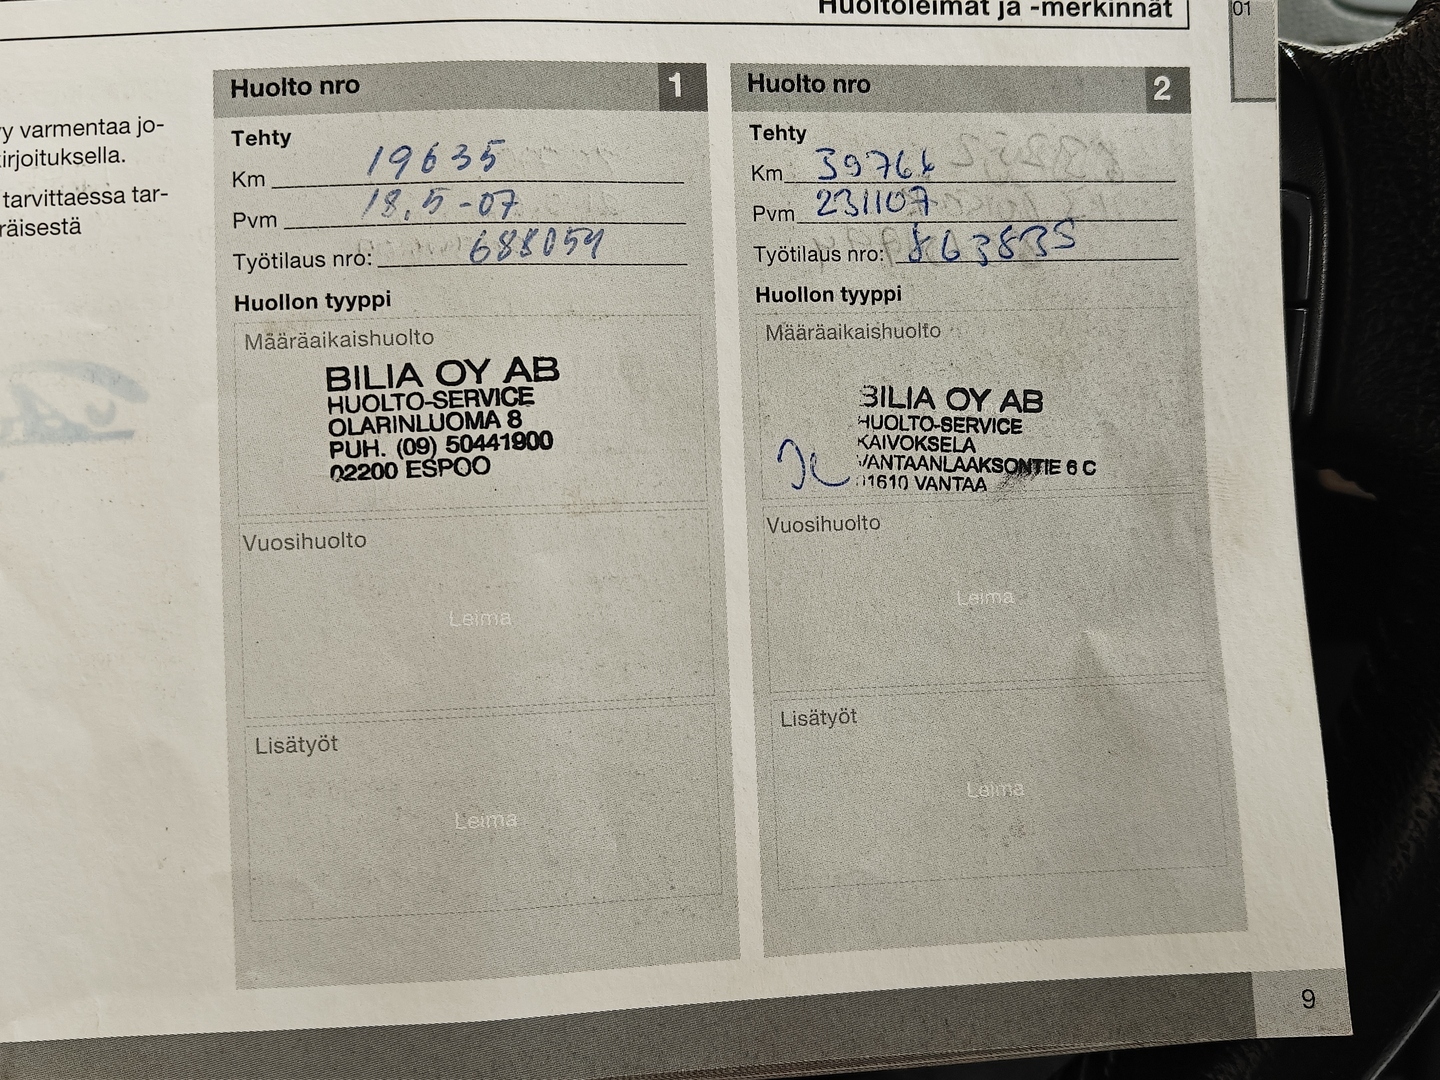 Huoltoleimat ja -merkinnät
01
y varmentaa jo-
kirjoituksella.
tarvittaessa tar-
räisestä
Huolto nro 1
Tehty
Km 19635
Pvm 18.5-07
Työtilaus nro: 688059
Huollon tyyppi
Määräaikaishuolto
BILIA OY AB
HUOLTO-SERVICE
OLARINLUOMA 8
PUH. (09) 50441900
02200 ESPOO
Vuosihuolto
Leima
Lisätyöt
Leima
Huolto nro 2
Tehty
Km
Pvm 231107
Työtilaus nro: 863835
Huollon tyyppi
Määräaikaishuolto
BILIA OY AB
HUOLTO-SERVICE
KAIVOKSELA
VANTAANLAAKSONTIE 6 C
01610 VANTAA
Vuosihuolto
Leima
Lisätyöt
Leima
9